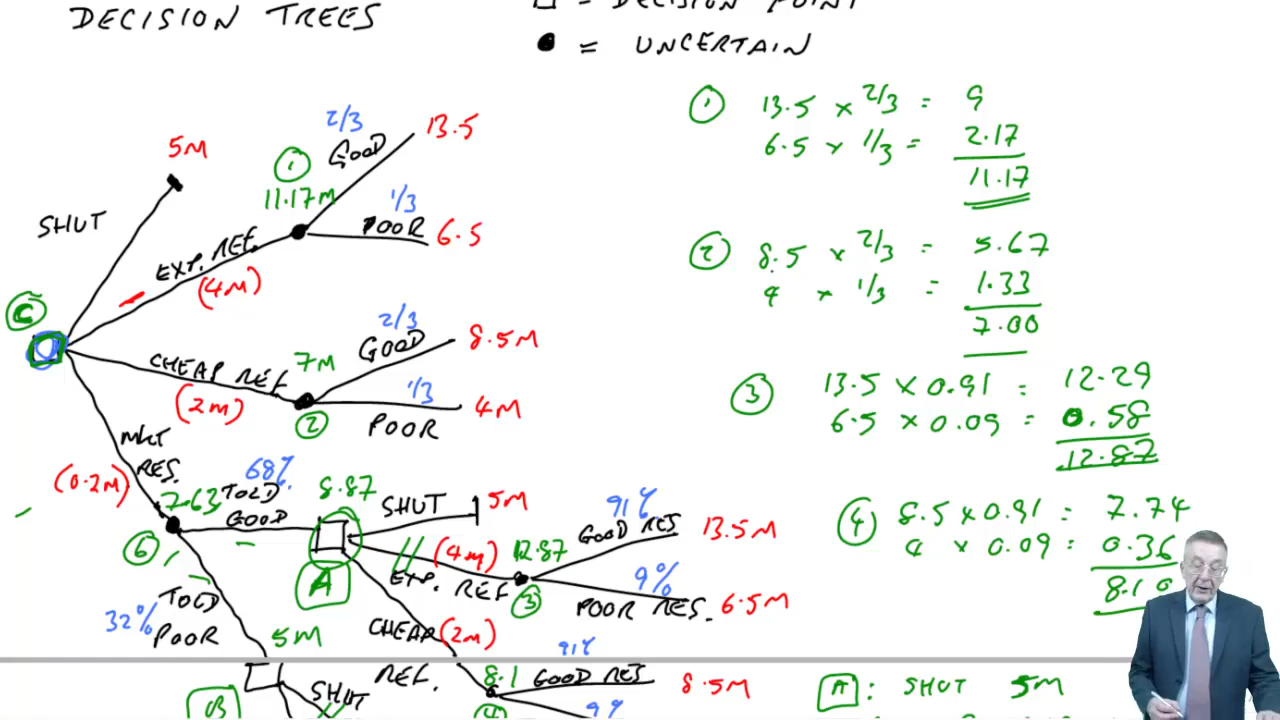 DECISION TREES
= DECISION POINT
= UNCERTAIN
5M
SHUT
C
EXP. REF.
(4M)
1
11.17M
2/3
GOOD
13.5
1/3
POOR
6.5
CHEAP REF
(2m)
7M
2
2/3
GOOD
8.5M
1/3
POOR
4M
MKT
RES.
(0.2M)
7.63
6
68%
TOLD
GOOD
8.87
A
SHUT
5M
(4m)
EXP. REF
12.87
3
91%
GOOD RES
13.5M
9%
POOR RES.
6.5M
CHEAP
(2m)
REF.
8.1
4
91%
GOOD RES
8.5M
9%
32%
TOLD
POOR
5M
B
SHUT
1 13.5 x 2/3 = 9
6.5 x 1/3 = 2.17
11.17
2 8.5 x 2/3 = 5.67
4 x 1/3 = 1.33
7.00
3 13.5 x 0.91 = 12.29
6.5 x 0.09 = 0.58
12.87
4 8.5 x 0.91 = 7.74
4 x 0.09 = 0.36
8.10
A : SHUT 5M